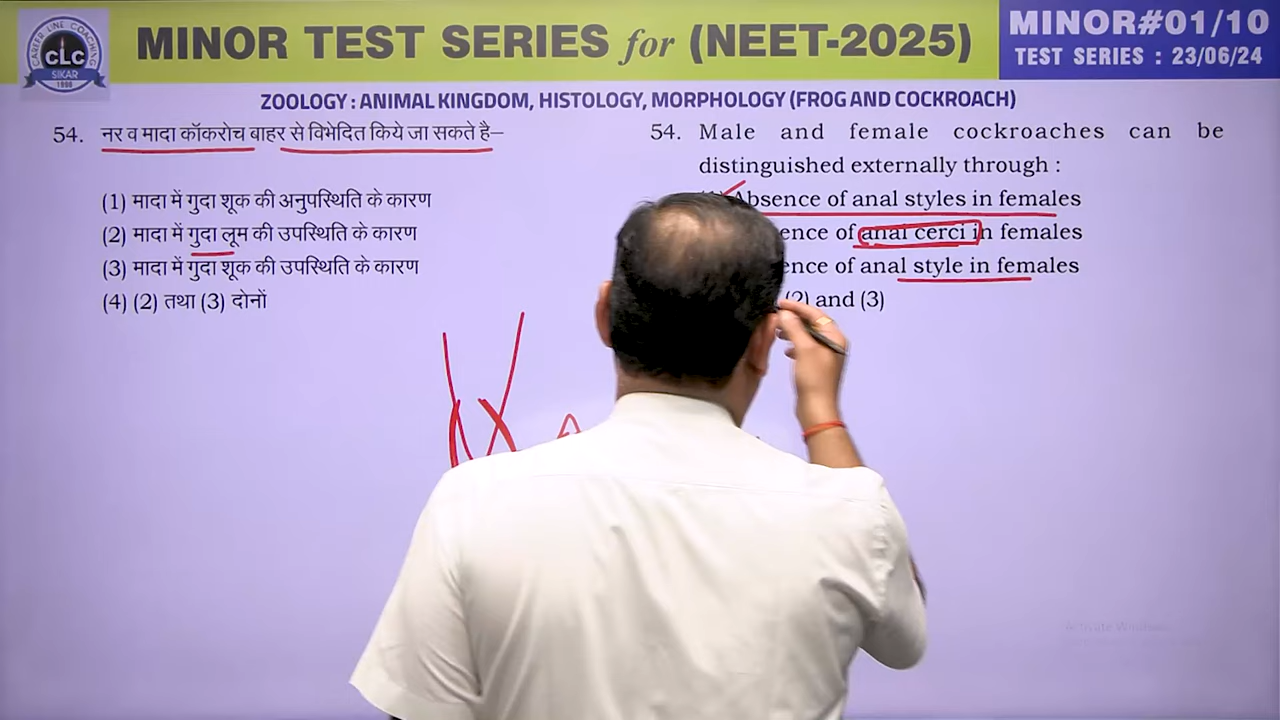 CAREER LINE COACHING
CLC
SIKAR
1996
MINOR TEST SERIES for (NEET-2025)
MINOR#01/10
TEST SERIES : 23/06/24
ZOOLOGY : ANIMAL KINGDOM, HISTOLOGY, MORPHOLOGY (FROG AND COCKROACH)
54. नर व मादा कॉकरोच बाहर से विभेदित किये जा सकते है–
(1) मादा में गुदा शूक की अनुपस्थिति के कारण
(2) मादा में गुदा लूम की उपस्थिति के कारण
(3) मादा में गुदा शूक की उपस्थिति के कारण
(4) (2) तथा (3) दोनों
54. Male and female cockroaches can be
distinguished externally through :
Absence of anal styles in females
of anal cerci in females
of anal style in females
(2) and (3)
Activate Windows